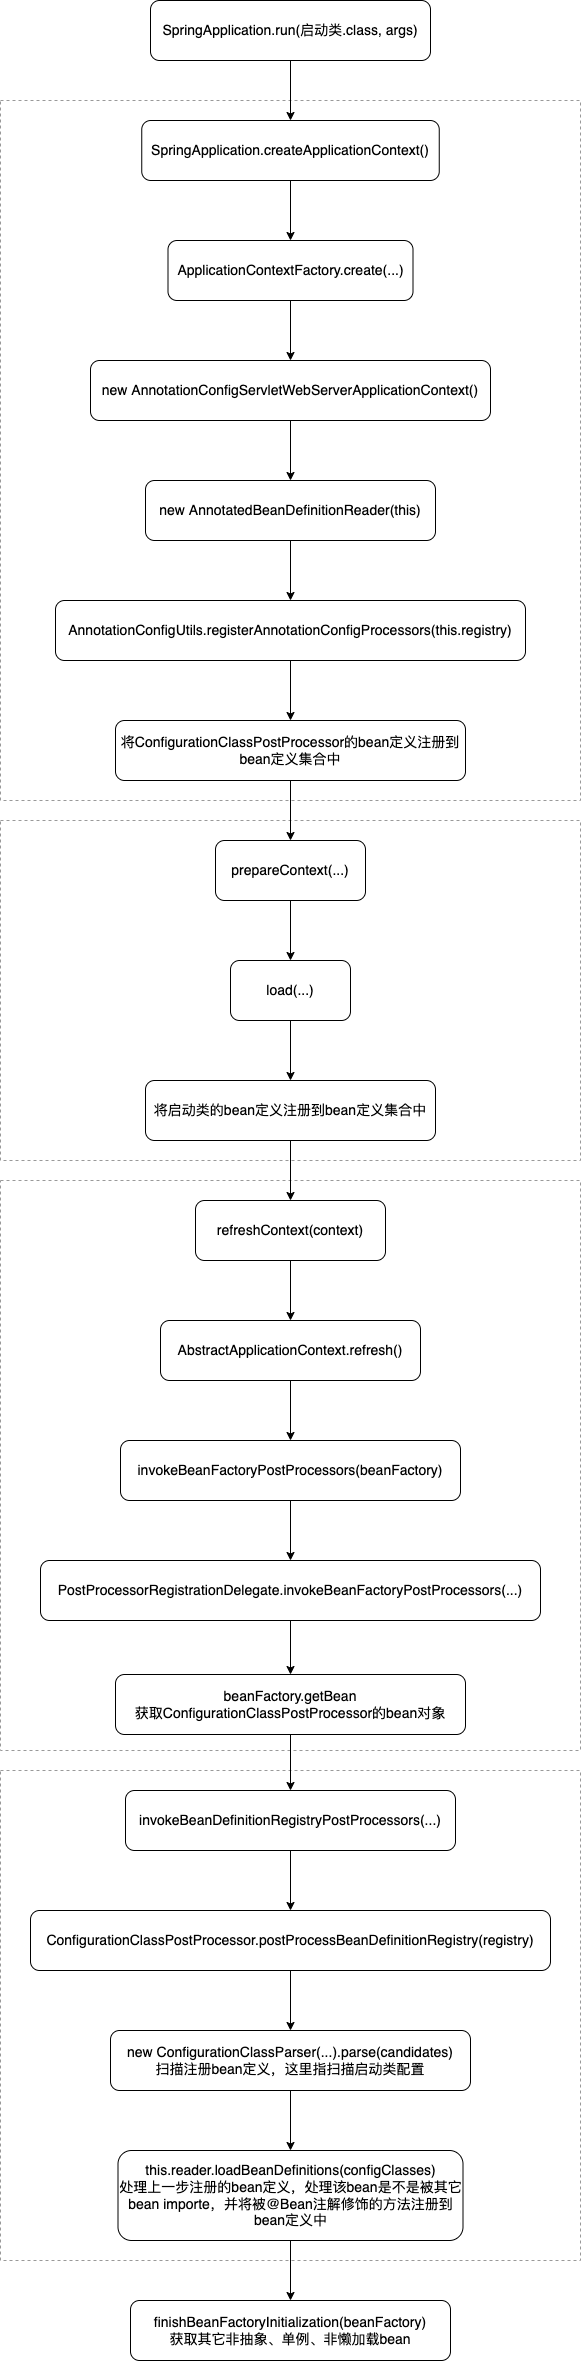 SpringApplication.run(启动类.class, args)
SpringApplication.createApplicationContext()
ApplicationContextFactory.create(...)
new AnnotationConfigServletWebServerApplicationContext()
new AnnotatedBeanDefinitionReader(this)
AnnotationConfigUtils.registerAnnotationConfigProcessors(this.registry)
将ConfigurationClassPostProcessor的bean定义注册到
bean定义集合中
prepareContext(...)
load(...)
将启动类的bean定义注册到bean定义集合中
refreshContext(context)
AbstractApplicationContext.refresh()
invokeBeanFactoryPostProcessors(beanFactory)
PostProcessorRegistrationDelegate.invokeBeanFactoryPostProcessors(...)
beanFactory.getBean
获取ConfigurationClassPostProcessor的bean对象
invokeBeanDefinitionRegistryPostProcessors(...)
ConfigurationClassPostProcessor.postProcessBeanDefinitionRegistry(registry)
new ConfigurationClassParser(...).parse(candidates)
扫描注册bean定义，这里指扫描启动类配置
this.reader.loadBeanDefinitions(configClasses)
处理上一步注册的bean定义，处理该bean是不是被其它
bean importe，并将被@Bean注解修饰的方法注册到
bean定义中
finishBeanFactoryInitialization(beanFactory)
获取其它非抽象、单例、非懒加载bean